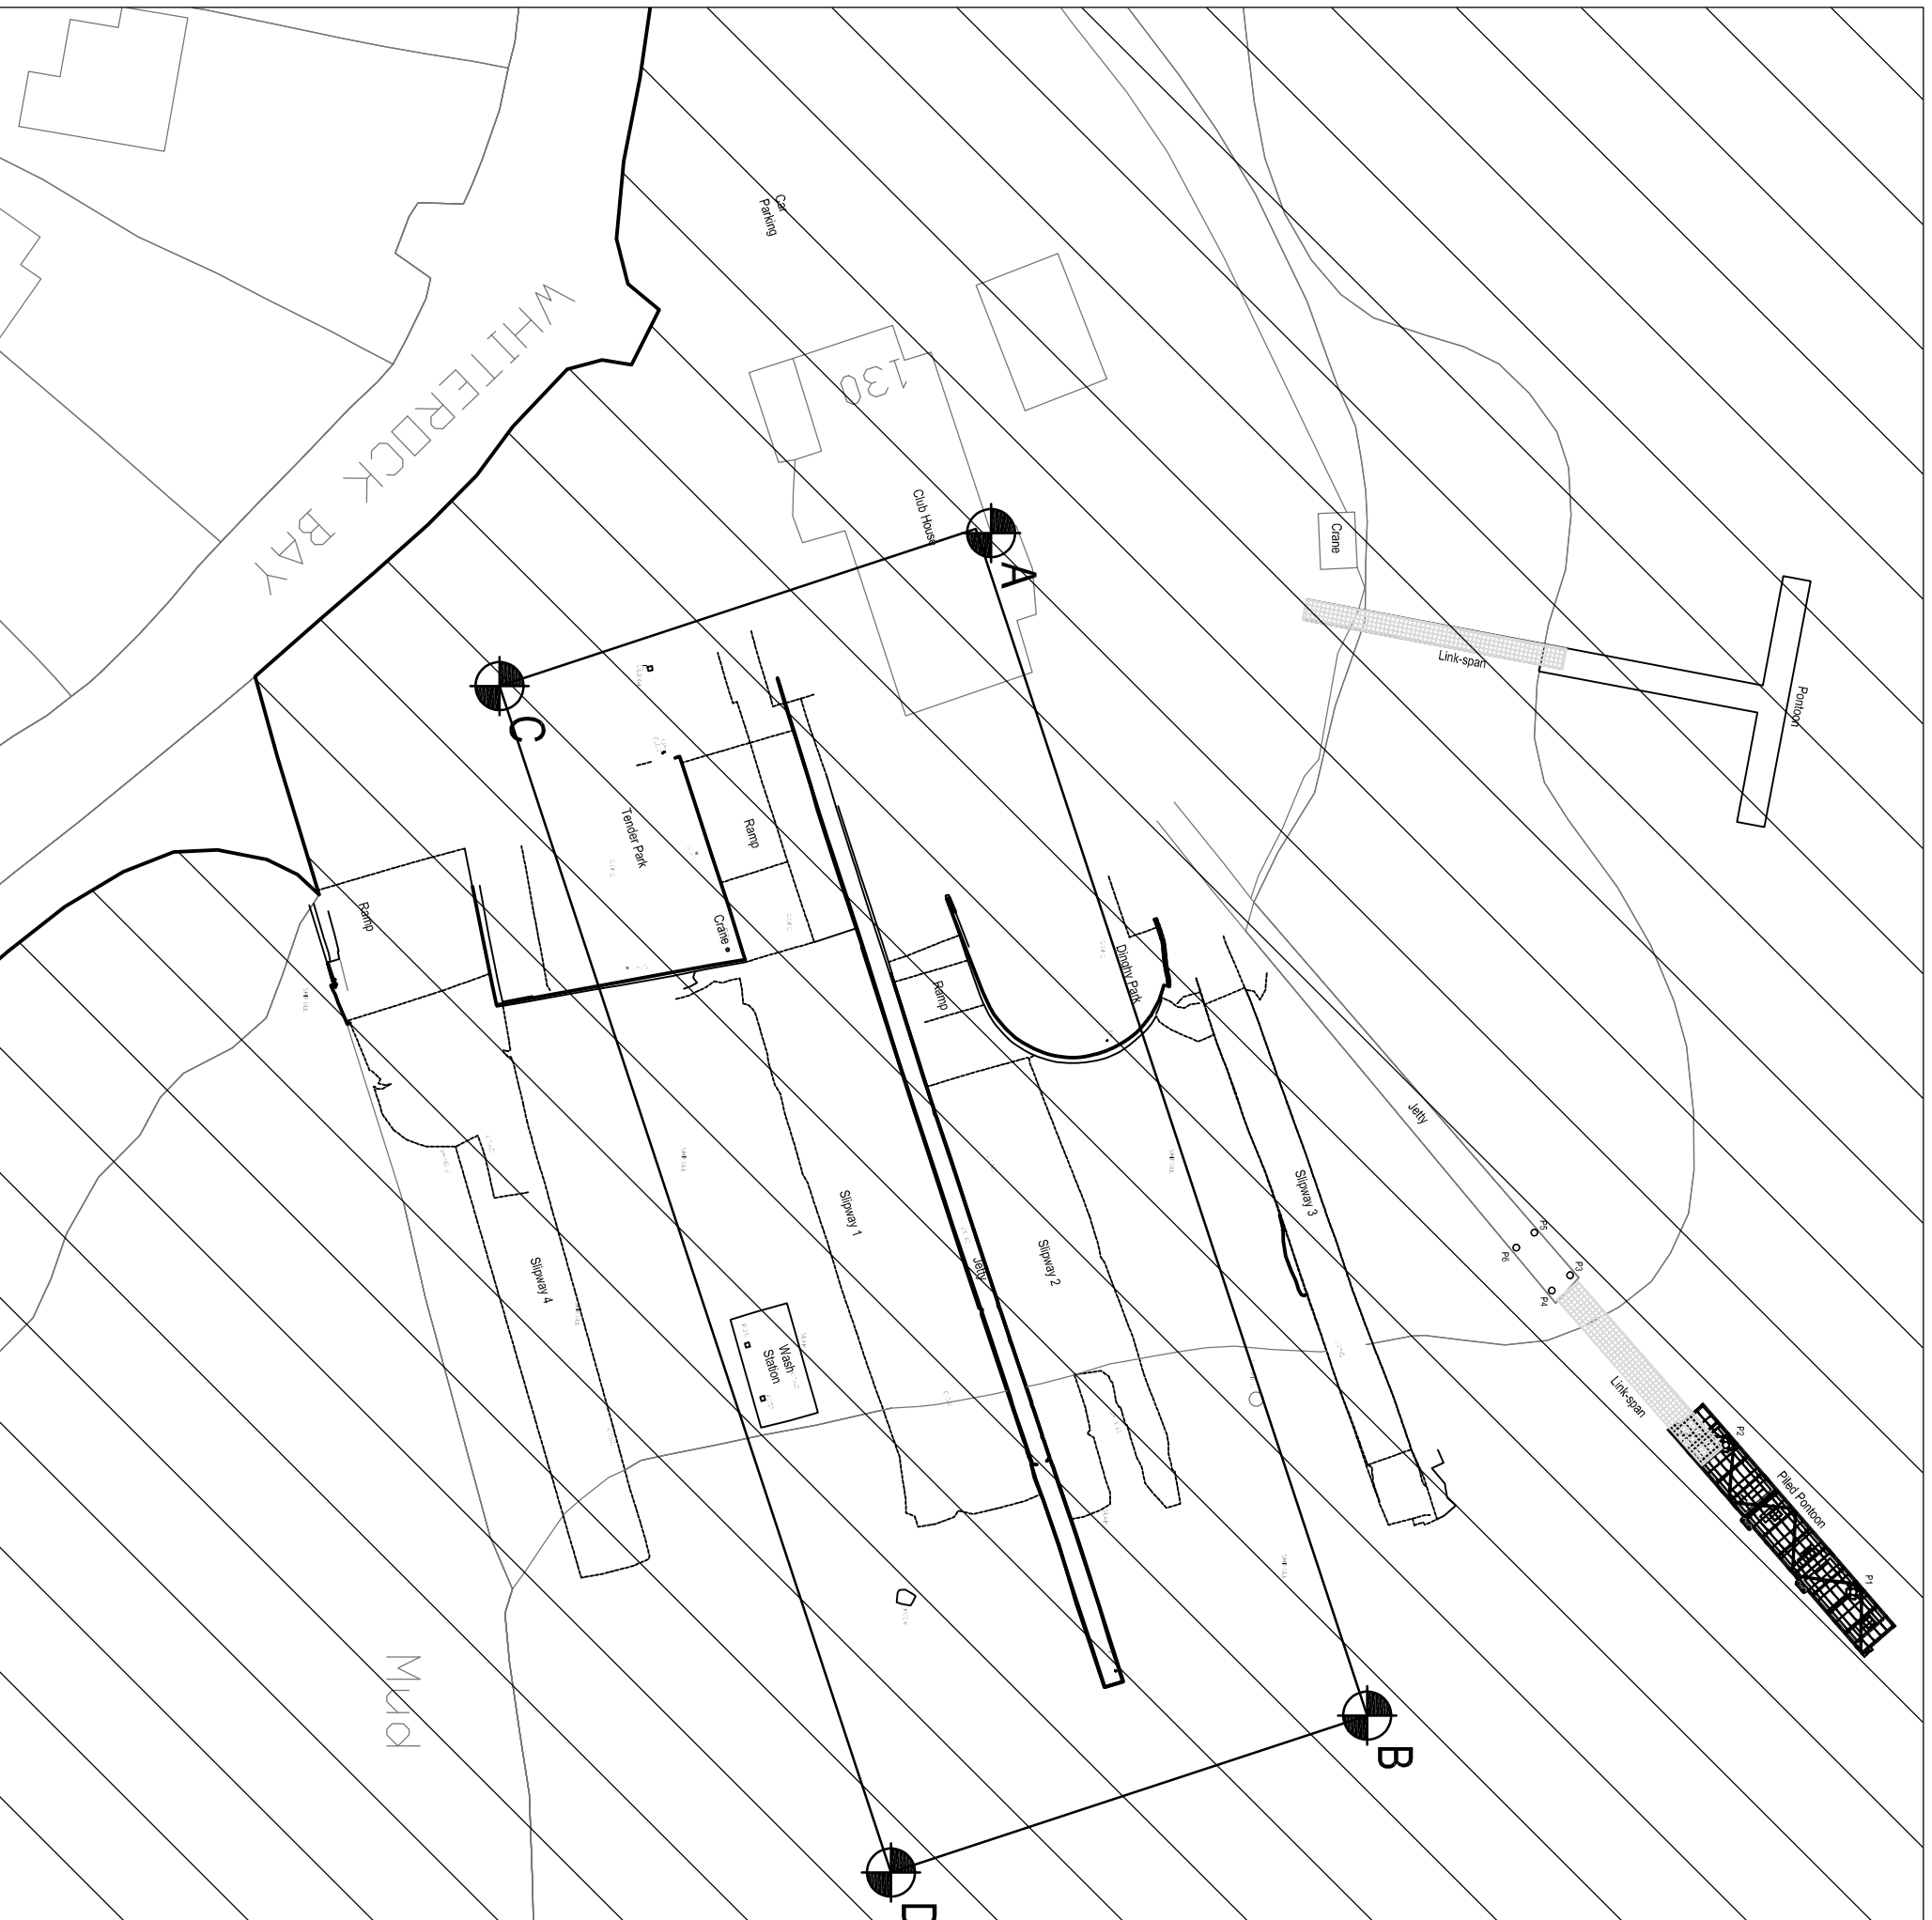 Car
Parking
WHITEROCK BAY
130
Club House
A
Crane
Link-span
Pontoon
C
Tender Park
Ramp
Crane
Ramp
Ramp
Dinghy Park
Jetty
Slipway 3
P5
P6
P3
P4
Slipway 1
Jetty
Slipway 2
Slipway 4
Wash
Station
Link-span
P2
Piled Pontoon
P1
Mud
B
D